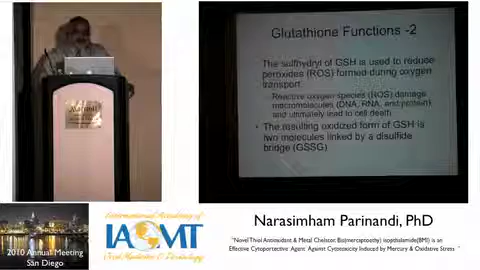 Glutathione Functions -2
The sulfhydryl of GSH is used to reduce
peroxides (ROS) formed during oxygen
transport.
Reactive oxygen species (ROS) damage
macromolecules (DNA, RNA, and protein)
and ultimately lead to cell death.
• The resulting oxidized form of GSH is
two molecules linked by a disulfide
bridge (GSSG)
Marriott
2010 Annual Meeting
San Diego
International Academy of
IAOMT
Oral Medicine & Toxicology
Narasimham Parinandi, PhD
"Novel Thiol Antioxidant & Metal Chelator, Bis(mercaptoethy) isopthalamide(BMI) is an
Effective Cytoportective Agent Against Cytotoxicity Induced by Mercury & Oxidative Stress "